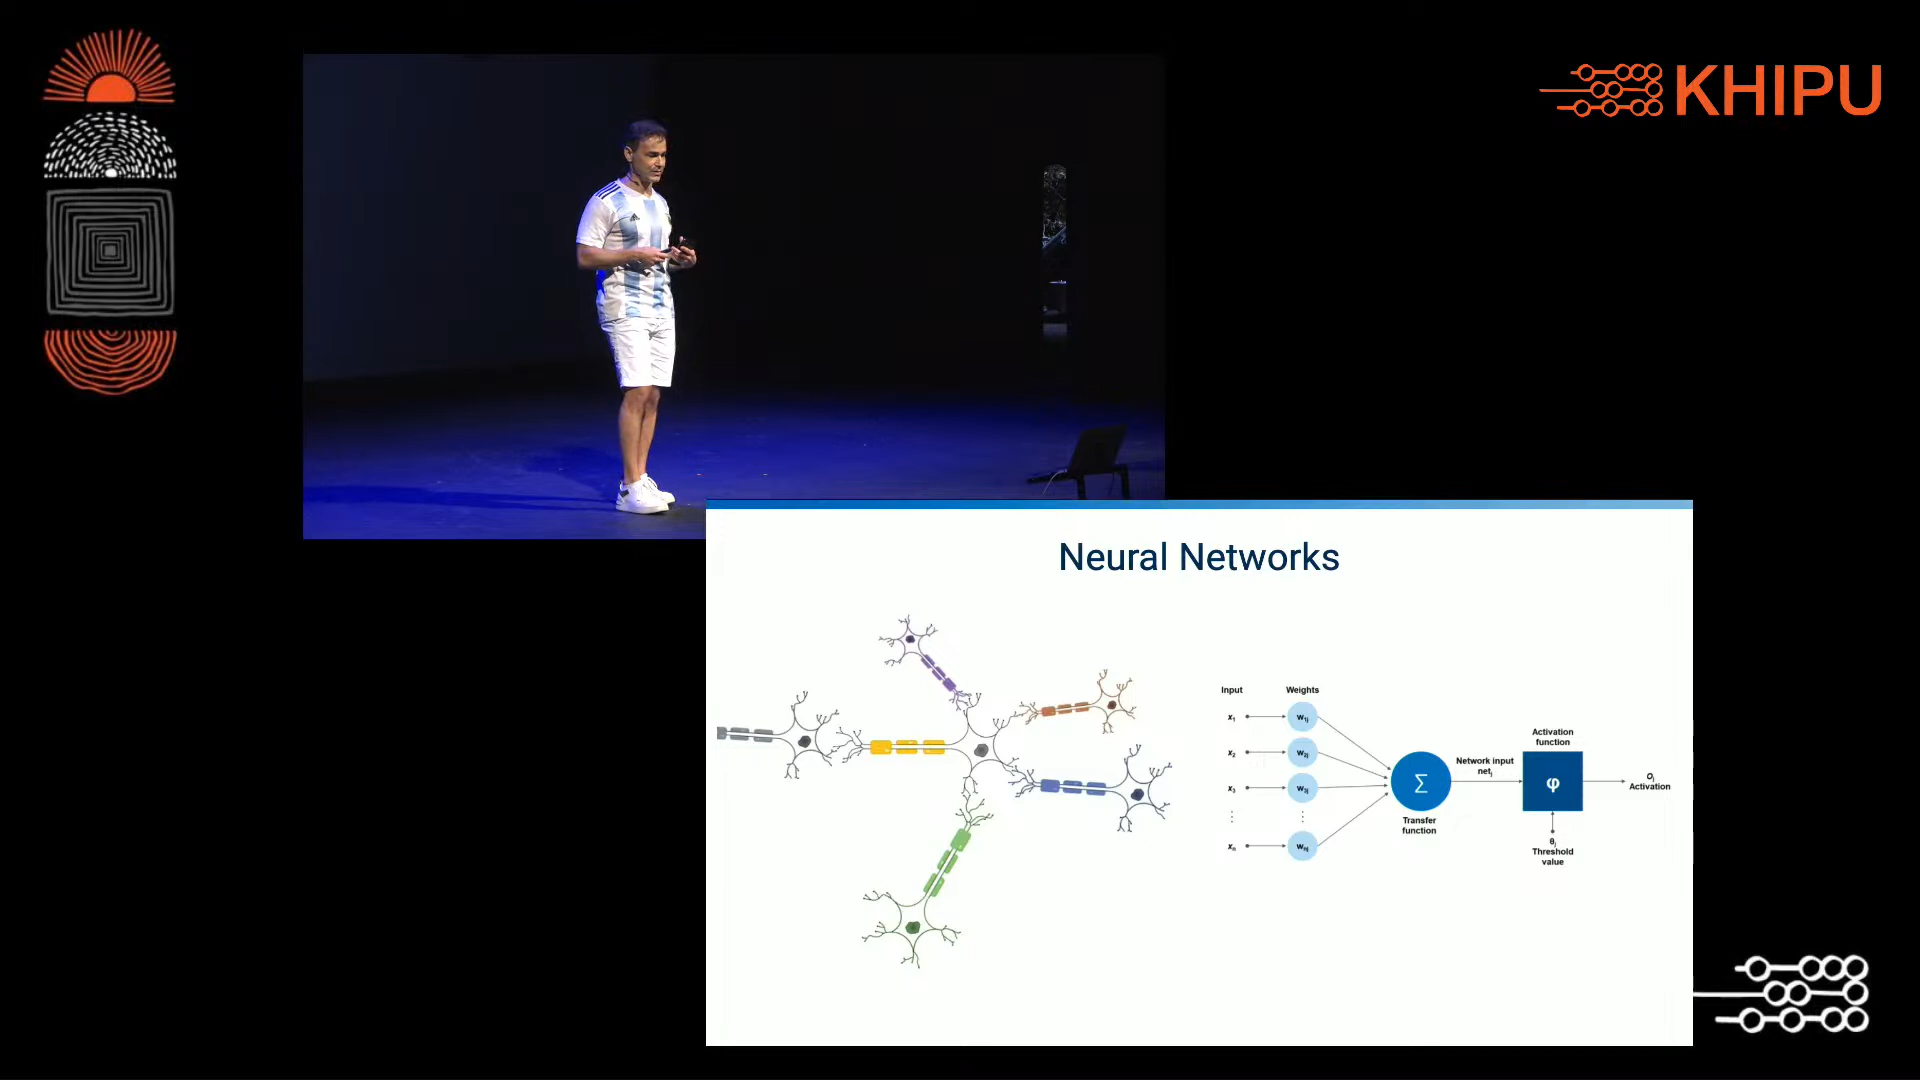 KHIPU
Neural Networks
Input
Weights
x1
w1j
x2
w2j
x3
w3j
⋮
⋮
xn
wnj
Σ
Transfer
function
Network input
netj
Activation
function
φ
θj
Threshold
value
oj
Activation